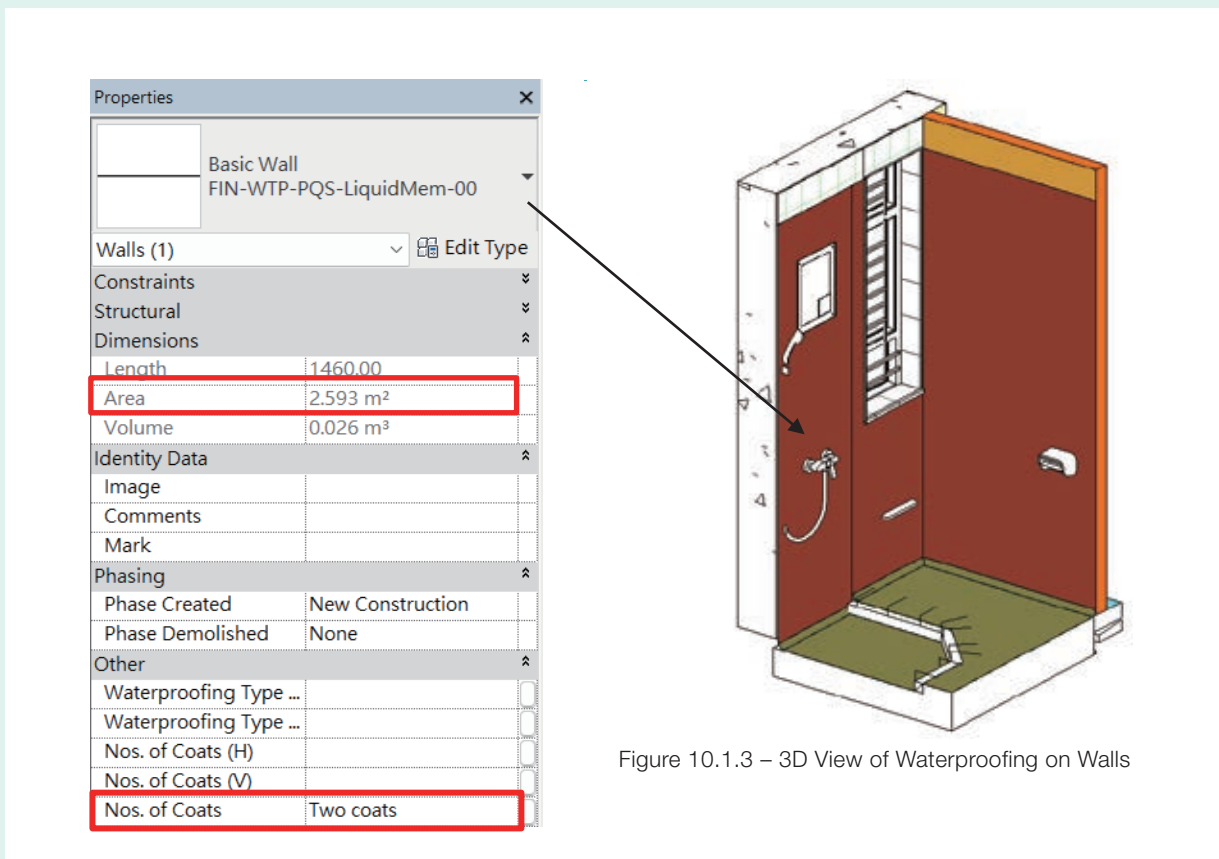 Properties
Basic Wall
FIN-WTP-PQS-LiquidMem-00
Walls (1) Edit Type
Constraints
Structural
Dimensions
Length 1460.00
Area 2.593 m²
Volume 0.026 m³
Identity Data
Image
Comments
Mark
Phasing
Phase Created New Construction
Phase Demolished None
Other
Waterproofing Type ...
Waterproofing Type ...
Nos. of Coats (H)
Nos. of Coats (V)
Nos. of Coats Two coats
Figure 10.1.3 – 3D View of Waterproofing on Walls